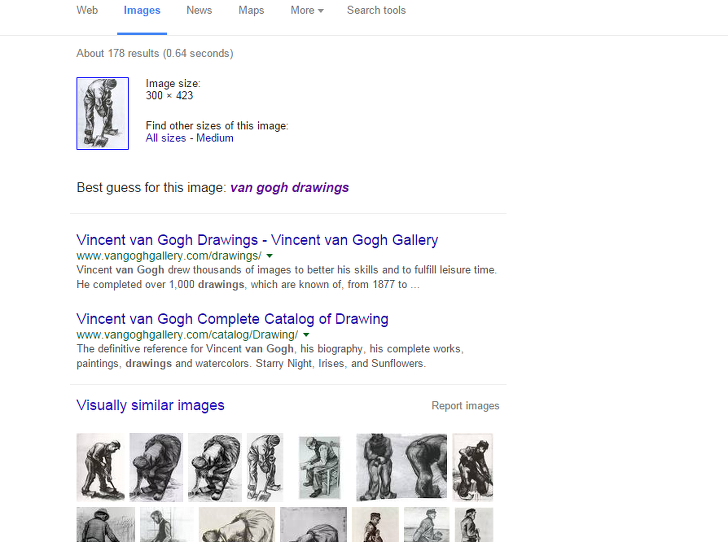 Web Images News Maps More Search tools
About 178 results (0.64 seconds)
Image size:
300 × 423
Find other sizes of this image:
All sizes - Medium
Best guess for this image: van gogh drawings
Vincent van Gogh Drawings - Vincent van Gogh Gallery
www.vangoghgallery.com/drawings/
Vincent van Gogh drew thousands of images to better his skills and to fulfill leisure time.
He completed over 1,000 drawings, which are known of, from 1877 to ...
Vincent van Gogh Complete Catalog of Drawing
www.vangoghgallery.com/catalog/Drawing/
The definitive reference for Vincent van Gogh, his biography, his complete works,
paintings, drawings and watercolors. Starry Night, Irises, and Sunflowers.
Visually similar images Report images